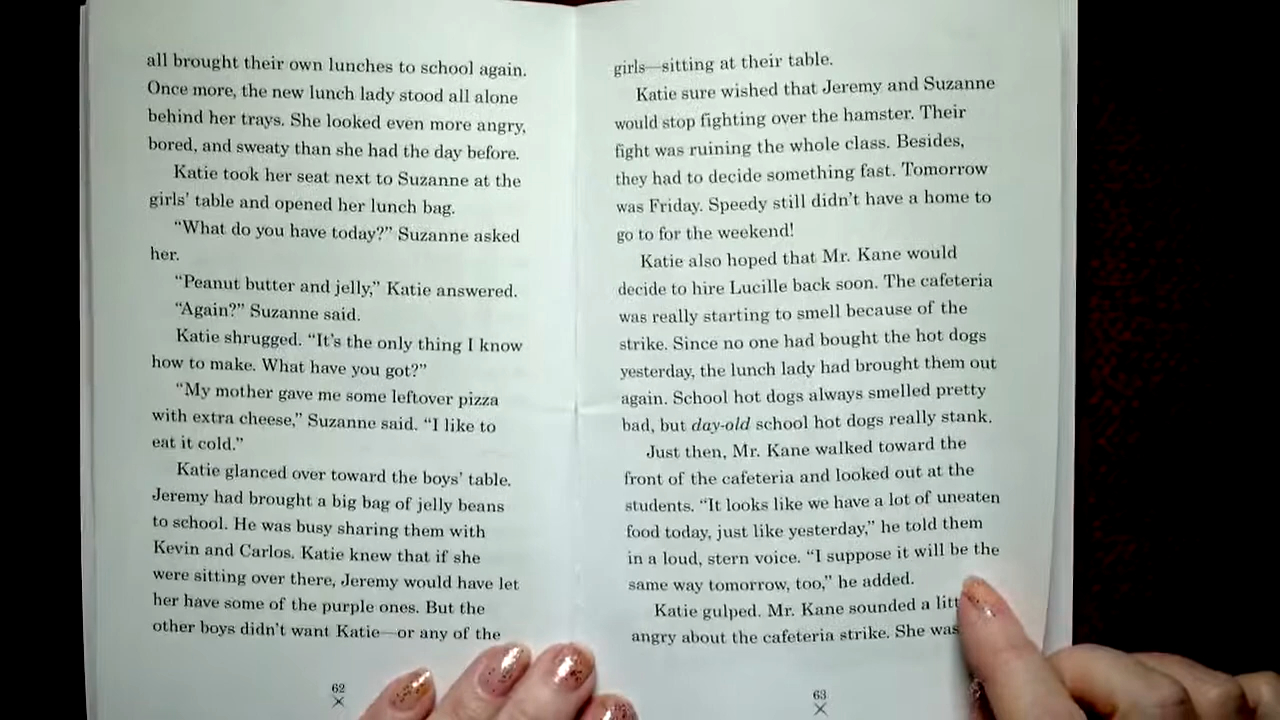 all brought their own lunches to school again.
Once more, the new lunch lady stood all alone
behind her trays. She looked even more angry,
bored, and sweaty than she had the day before.
Katie took her seat next to Suzanne at the
girls’ table and opened her lunch bag.
“What do you have today?” Suzanne asked
her.
“Peanut butter and jelly,” Katie answered.
“Again?” Suzanne said.
Katie shrugged. “It’s the only thing I know
how to make. What have you got?”
“My mother gave me some leftover pizza
with extra cheese,” Suzanne said. “I like to
eat it cold.”
Katie glanced over toward the boys’ table.
Jeremy had brought a big bag of jelly beans
to school. He was busy sharing them with
Kevin and Carlos. Katie knew that if she
were sitting over there, Jeremy would have let
her have some of the purple ones. But the
other boys didn’t want Katie—or any of the
62
girls—sitting at their table.
Katie sure wished that Jeremy and Suzanne
would stop fighting over the hamster. Their
fight was ruining the whole class. Besides,
they had to decide something fast. Tomorrow
was Friday. Speedy still didn’t have a home to
go to for the weekend!
Katie also hoped that Mr. Kane would
decide to hire Lucille back soon. The cafeteria
was really starting to smell because of the
strike. Since no one had bought the hot dogs
yesterday, the lunch lady had brought them out
again. School hot dogs always smelled pretty
bad, but day-old school hot dogs really stank.
Just then, Mr. Kane walked toward the
front of the cafeteria and looked out at the
students. “It looks like we have a lot of uneaten
food today, just like yesterday,” he told them
in a loud, stern voice. “I suppose it will be the
same way tomorrow, too,” he added.
Katie gulped. Mr. Kane sounded a
angry about the cafeteria strike. She was
63